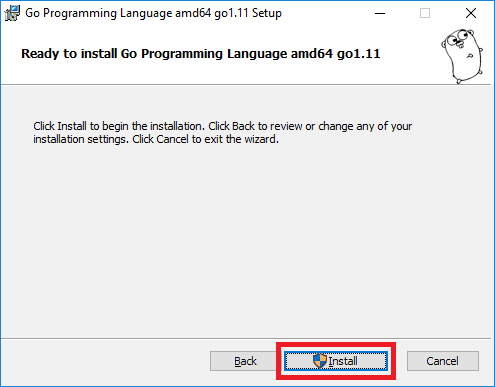 Go Programming Language amd64 go1.11 Setup
Ready to install Go Programming Language amd64 go1.11
Click Install to begin the installation. Click Back to review or change any of your
installation settings. Click Cancel to exit the wizard.
Back Install Cancel